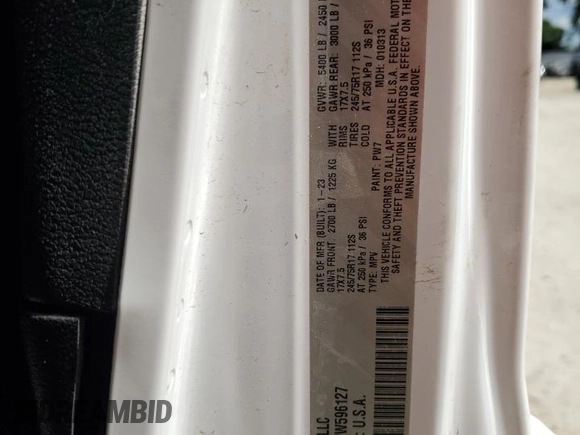 DATE OF MFR (BUILT): 1-23 GVWR: 5400 LB / 2450
GAWR FRONT: 2700 LB / 1225 KG WITH GAWR REAR: 3000 LB /
17X7.5 RIMS 17X7.5
245/75R17 112S TIRES 245/75R17 112S
AT 250 kPa / 36 PSI COLD AT 250 kPa / 36 PSI
TYPE: MPV PAINT: PW7 MDH: 010313
THIS VEHICLE CONFORMS TO ALL APPLICABLE U.S.A. FEDERAL MOTOR
SAFETY AND THEFT PREVENTION STANDARDS IN EFFECT ON THE
MANUFACTURE SHOWN ABOVE.
LLC
W596127
: U.S.A.
SCREAMBID